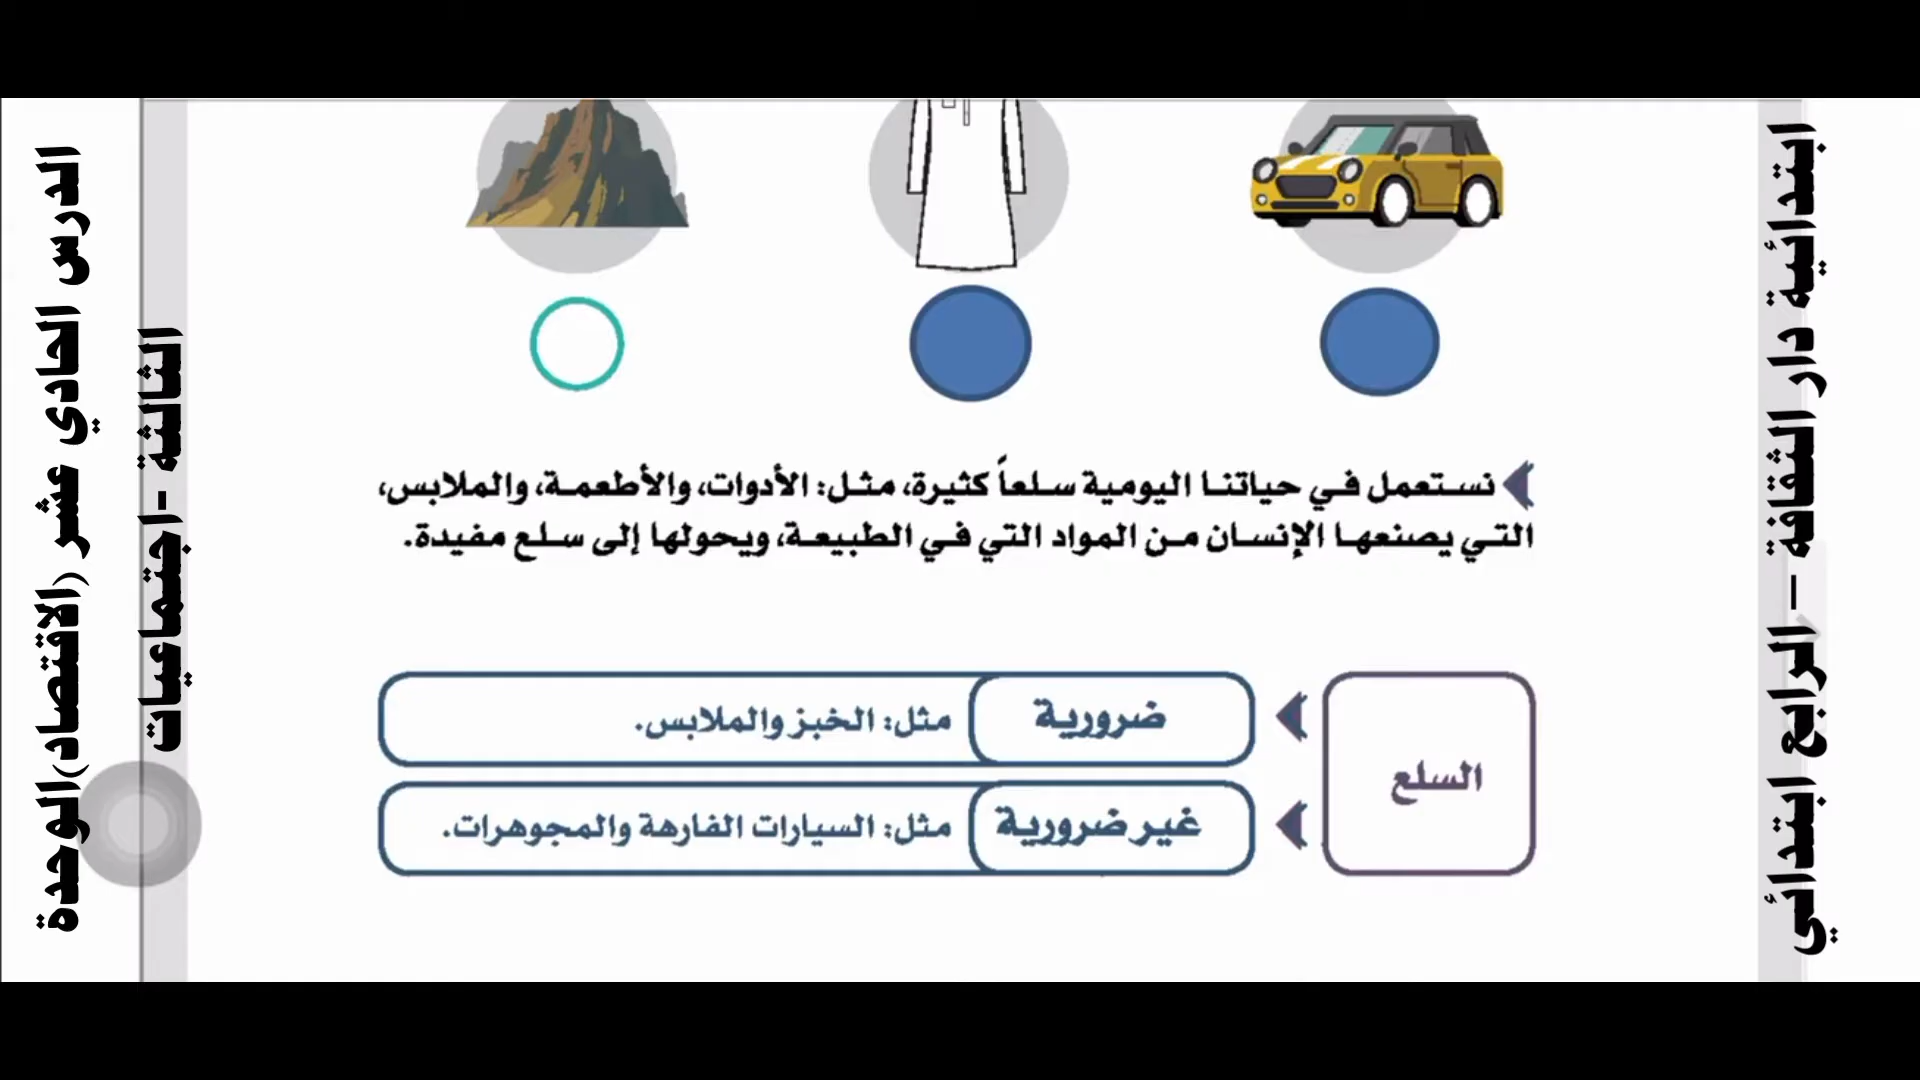 ابتدائية دار الثقافة – الرابع ابتدائي
نستعمل في حياتنا اليومية سلعاً كثيرة، مثل: الأدوات، والأطعمة، والملابس،
التي يصنعها الإنسان من المواد التي في الطبيعة، ويحولها إلى سلع مفيدة.
السلع
ضرورية
مثل: الخبز والملابس.
غير ضرورية
مثل: السيارات الفارهة والمجوهرات.
الدرس الحادي عشر (الاقتصاد)الوحدة
الثالثة -اجتماعيات